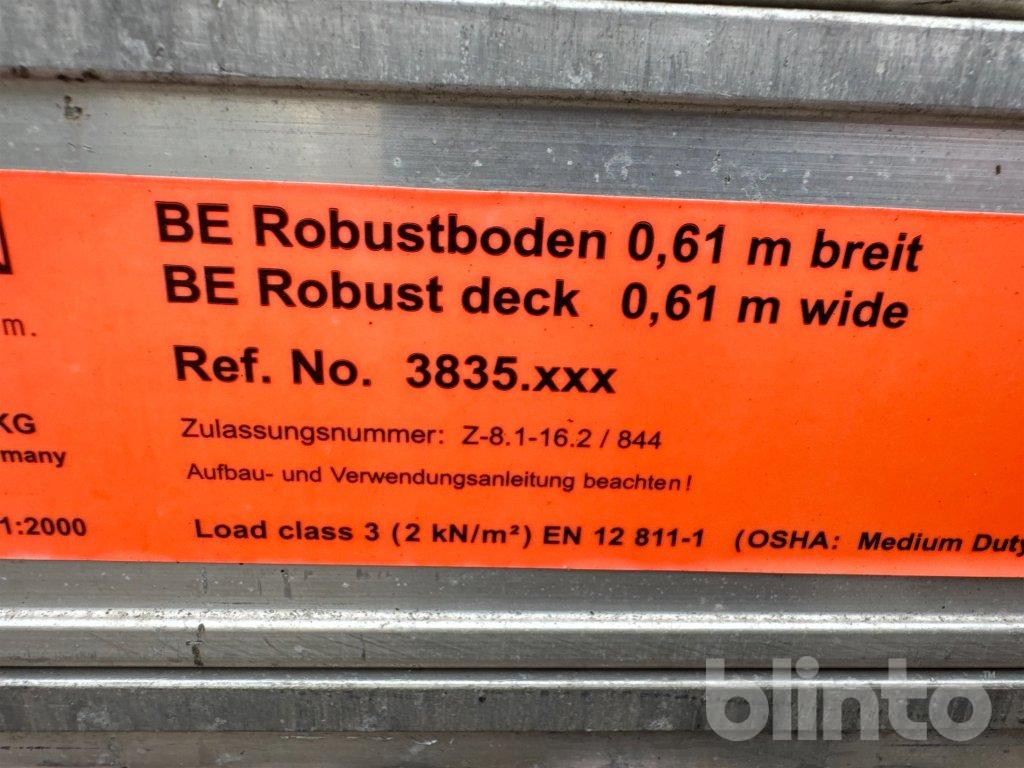 BE Robustboden 0,61 m breit
BE Robust deck 0,61 m wide
m.
Ref. No. 3835.xxx
KG
Zulassungsnummer: Z-8.1-16.2 / 844
many
Aufbau- und Verwendungsanleitung beachten!
1:2000
Load class 3 (2 kN/m²) EN 12 811-1 (OSHA: Medium Duty
blinto™